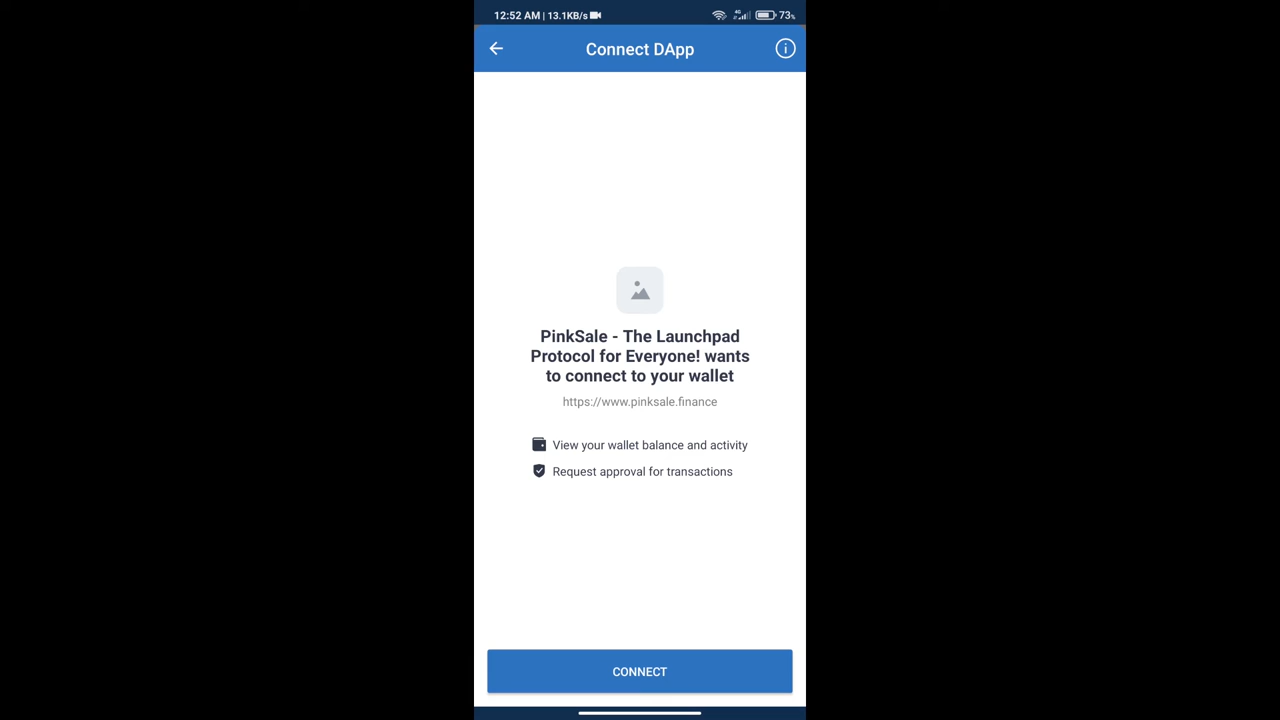 12:52 AM | 13.1KB/s
4G
73%
Connect DApp
PinkSale - The Launchpad
Protocol for Everyone! wants
to connect to your wallet
https://www.pinksale.finance
View your wallet balance and activity
Request approval for transactions
CONNECT